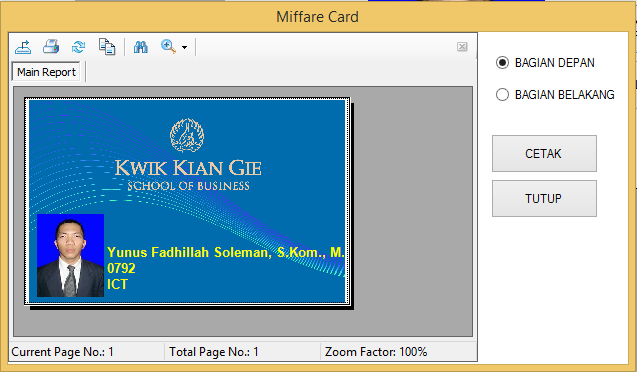 Miffare Card
Main Report
KWIK KIAN GIE
SCHOOL OF BUSINESS
Yunus Fadhillah Soleman, S.Kom., M.
0792
ICT
Current Page No.: 1
Total Page No.: 1
Zoom Factor: 100%
BAGIAN DEPAN
BAGIAN BELAKANG
CETAK
TUTUP